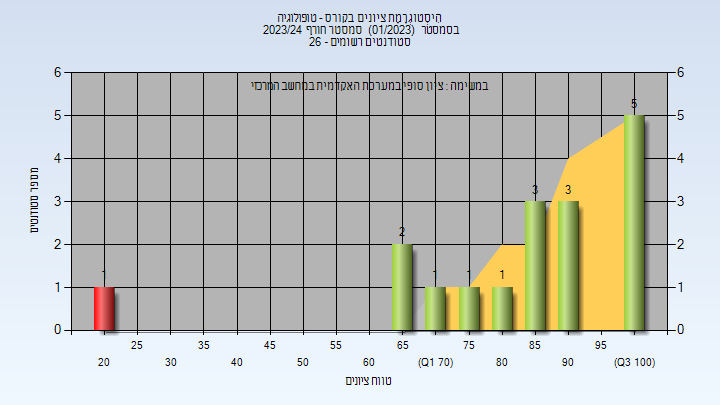 היסטוגרמת ציונים בקורס - טופולוגיה
בסמסטר (01/2023) סמסטר חורף 2023/24
סטודנטים רשומים - 26
במשימה : ציון סופי במערכת האקדמית במחשב המרכזי
מספר סטודנטים
6 6
5 5
4 4
3 3
2 2
1 1
0 0
1 2 1 1 1 3 3 5
25 35 45 55 65 75 85 95
20 30 40 50 60 (Q1 70) 80 90 (Q3 100)
טווח ציונים